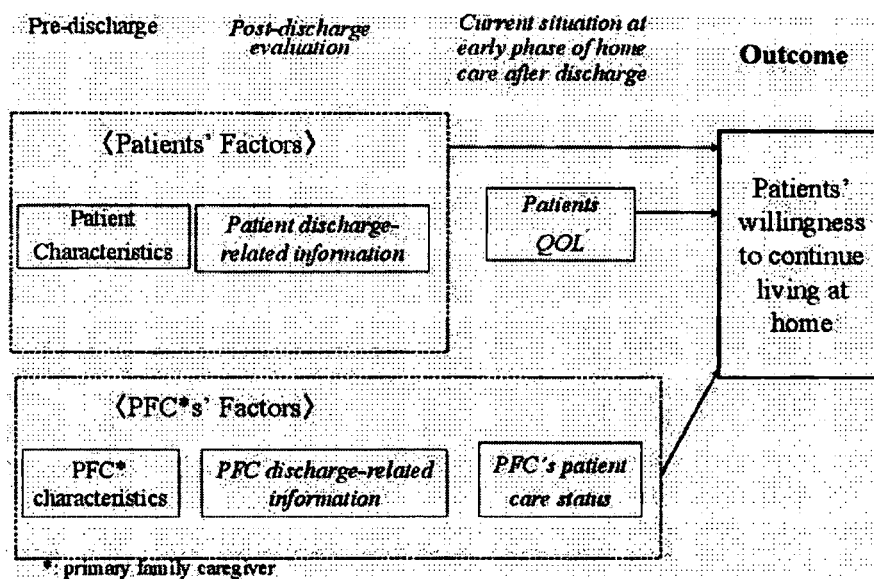 Pre-discharge
Post-discharge
evaluation
Current situation at
early phase of home
care after discharge
Outcome
〈Patients' Factors〉
Patient
Characteristics
Patient discharge-
related information
Patients
QOL
Patients'
willingness
to continue
living at
home
〈PFC*s' Factors〉
PFC*
characteristics
PFC discharge-related
information
PFC's patient
care status
*: primary family caregiver